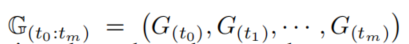 𝔾_{(t_0:t_m)} = (G_{(t_0)}, G_{(t_1)}, ⋯ , G_{(t_m)})